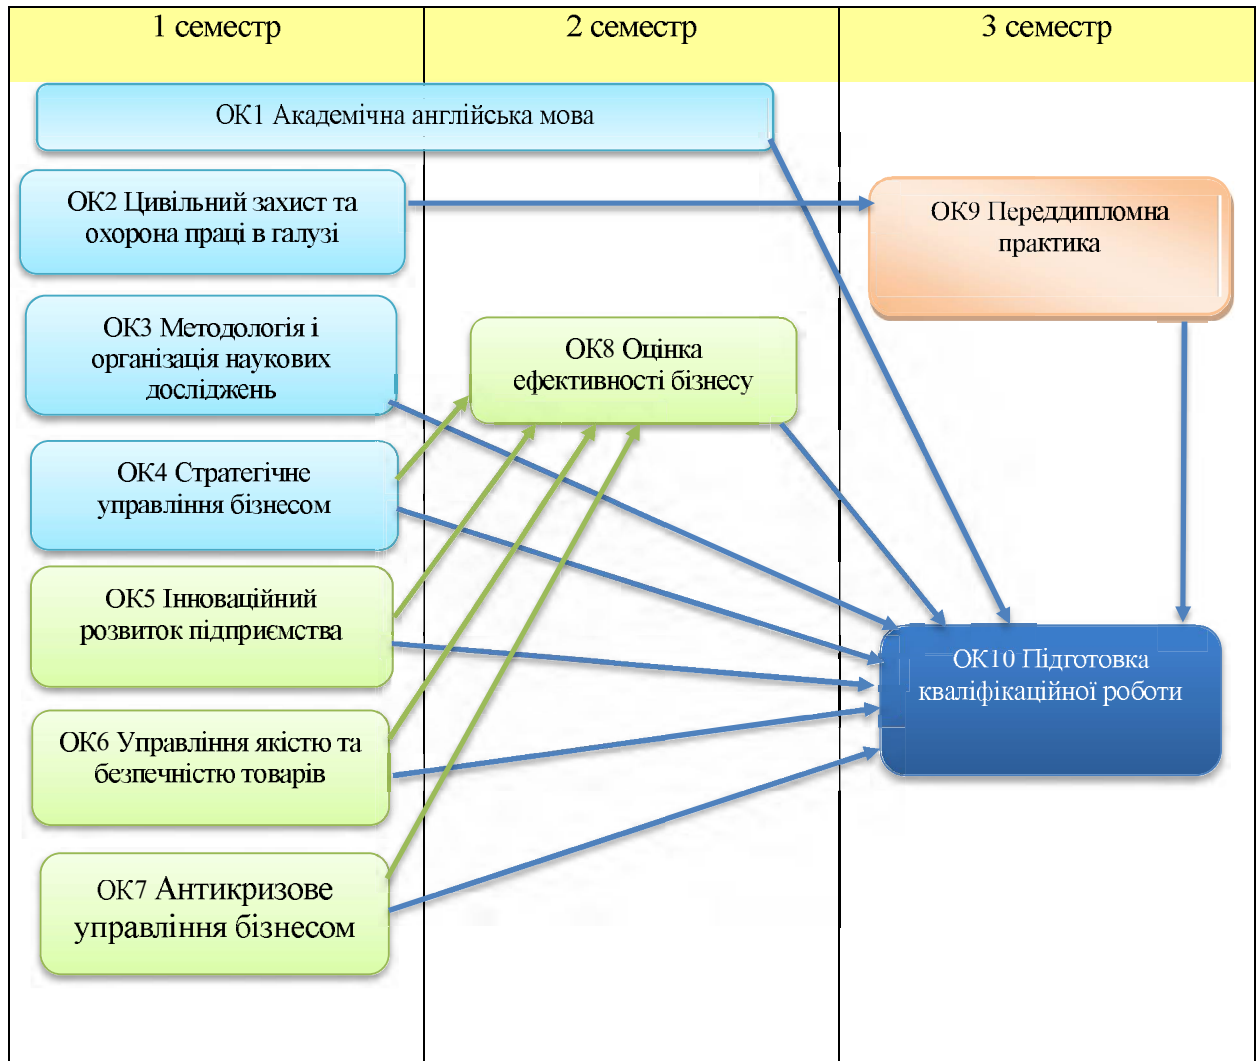 1 семестр
2 семестр
3 семестр
ОК1 Академічна англійська мова
ОК2 Цивільний захист та
охорона праці в галузі
ОК9 Переддипломна
практика
ОК3 Методологія і
організація наукових
досліджень
ОК8 Оцінка
ефективності бізнесу
ОК4 Стратегічне
управління бізнесом
ОК5 Інноваційний
розвиток підприємства
ОК10 Підготовка
кваліфікаційної роботи
ОК6 Управління якістю та
безпечністю товарів
ОК7 Антикризове
управління бізнесом